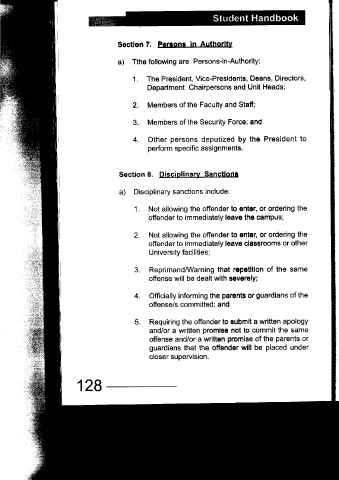 Student Handbook
Section 7. Persons in Authority
a) Tthe following are Persons-in-Authority:
1. The President, Vice-Presidents, Deans, Directors,
Department Chairpersons and Unit Heads;
2. Members of the Faculty and Staff;
3. Members of the Security Force; and
4. Other persons deputized by the President to
perform specific assignments.
Section 8. Disciplinary Sanctions
a) Disciplinary sanctions include:
1. Not allowing the offender to enter, or ordering the
offender to immediately leave the campus;
2. Not allowing the offender to enter, or ordering the
offender to immediately leave classrooms or other
University facilities;
3. Reprimand/Warning that repetition of the same
offense will be dealt with severely;
4. Officially informing the parents or guardians of the
offense/s committed; and
5. Requiring the offender to submit a written apology
and/or a written promise not to commit the same
offense and/or a written promise of the parents or
guardians that the offender will be placed under
closer supervision.
128